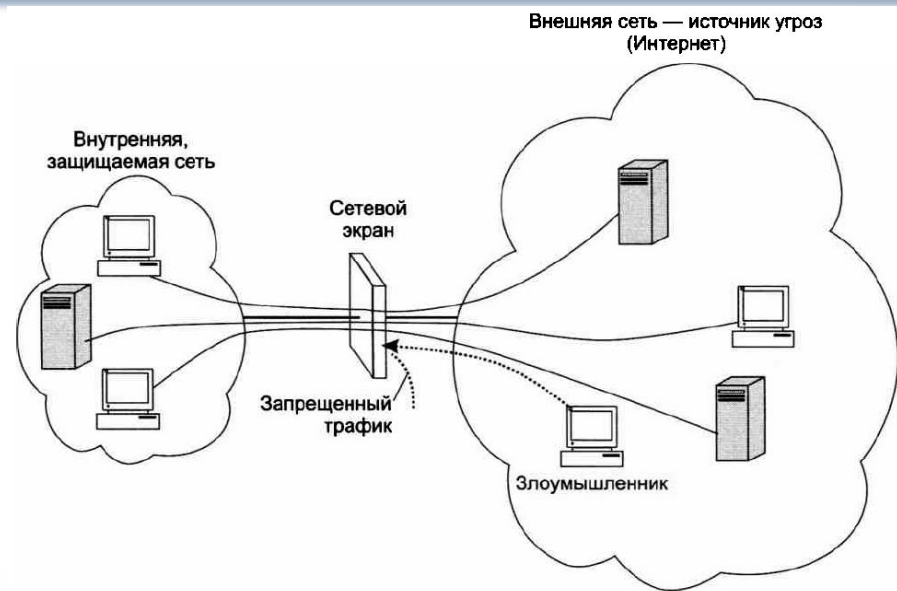 Внешняя сеть — источник угроз
(Интернет)
Внутренняя,
защищаемая сеть
Сетевой
экран
Запрещенный
трафик
Злоумышленник